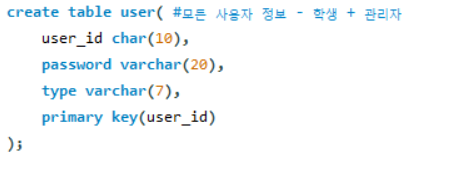 create table user( #모든 사용자 정보 - 학생 + 관리자
user_id char(10),
password varchar(20),
type varchar(7),
primary key(user_id)
);